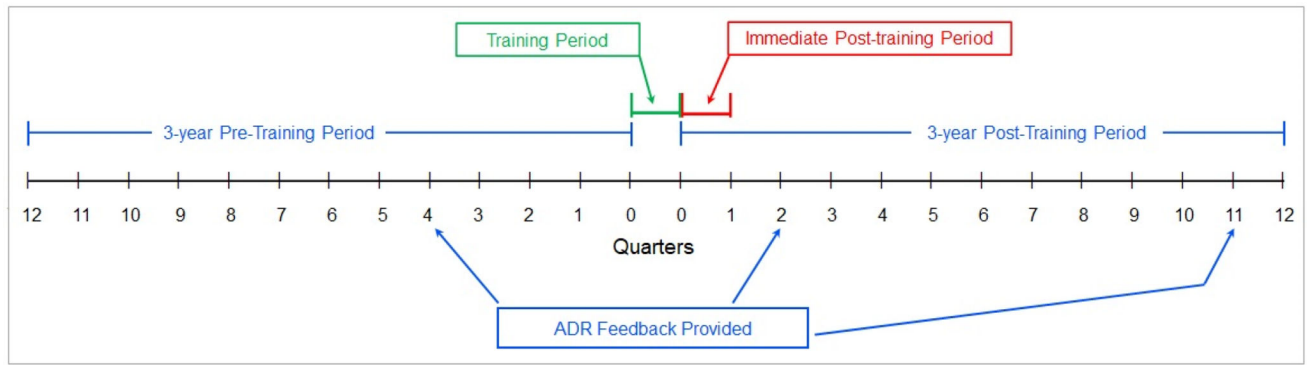 Training Period
Immediate Post-training Period
3-year Pre-Training Period
3-year Post-Training Period
12 11 10 9 8 7 6 5 4 3 2 1 0 0 1 2 3 4 5 6 7 8 9 10 11 12
Quarters
ADR Feedback Provided